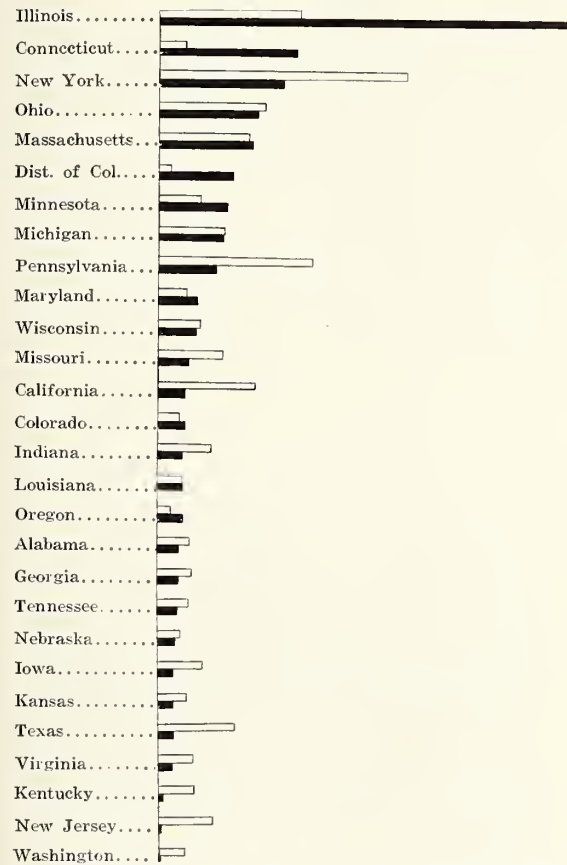 Illinois........
Connecticut.....
New York.......
Ohio...........
Massachusetts...
Dist. of Col.....
Minnesota......
Michigan.......
Pennsylvania...
Maryland.......
Wisconsin......
Missouri.......
California......
Colorado.......
Indiana........
Louisiana......
Oregon.........
Alabama.......
Georgia........
Tennessee......
Nebraska.......
Iowa...........
Kansas.........
Texas..........
Virginia........
Kentucky......
New Jersey....
Washington....